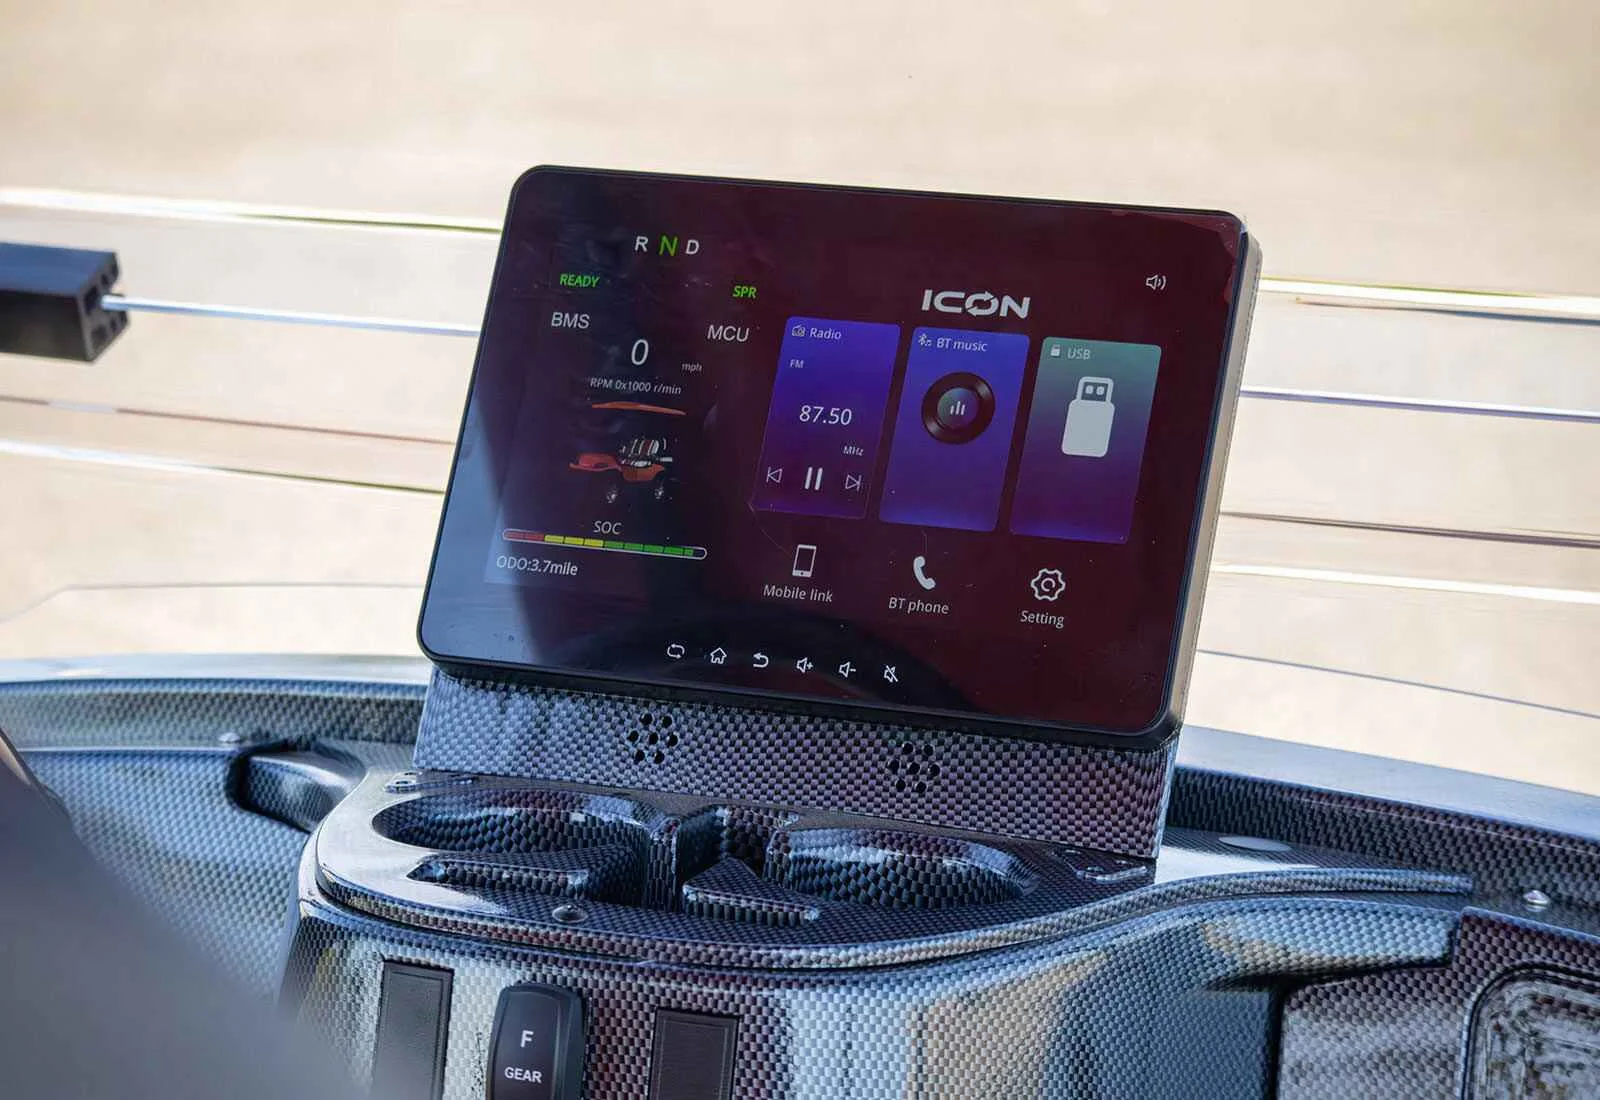 R N D
READY
SPR
BMS
MCU
0
mph
RPM 0x1000 r/min
SOC
ODO:3.7mile
ICON
Radio
FM
87.50
MHz
BT music
USB
Mobile link
BT phone
Setting
F
GEAR